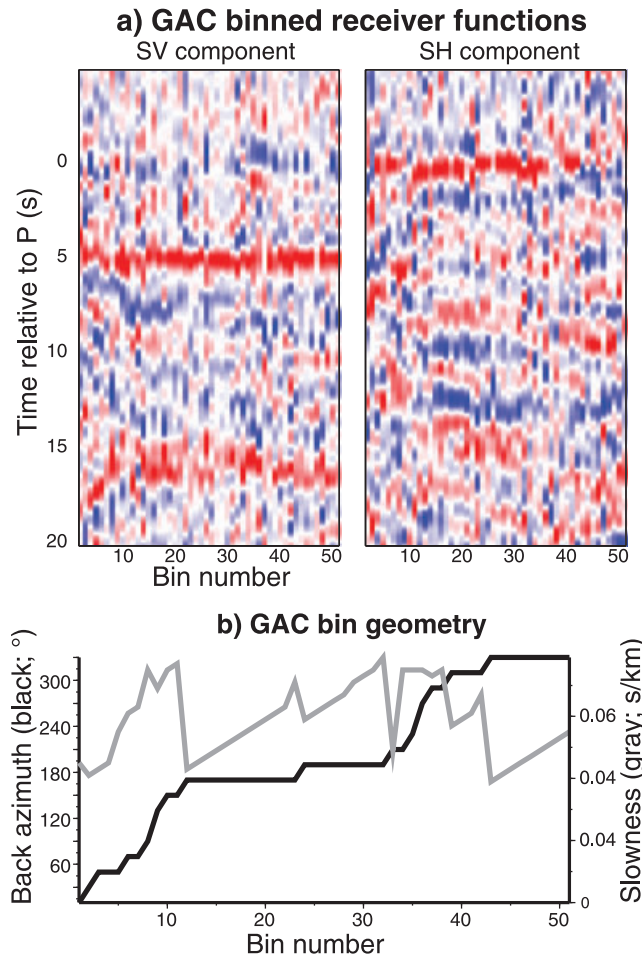 a) GAC binned receiver functions
SV component
SH component
Time relative to P (s)
0
5
10
15
20
10
20
30
40
50
10
20
30
40
50
Bin number
Bin number
b) GAC bin geometry
Back azimuth (black; °)
300
240
180
120
60
0.06
0.04
0.04
0
Slowness (gray; s/km)
10
20
30
40
50
Bin number